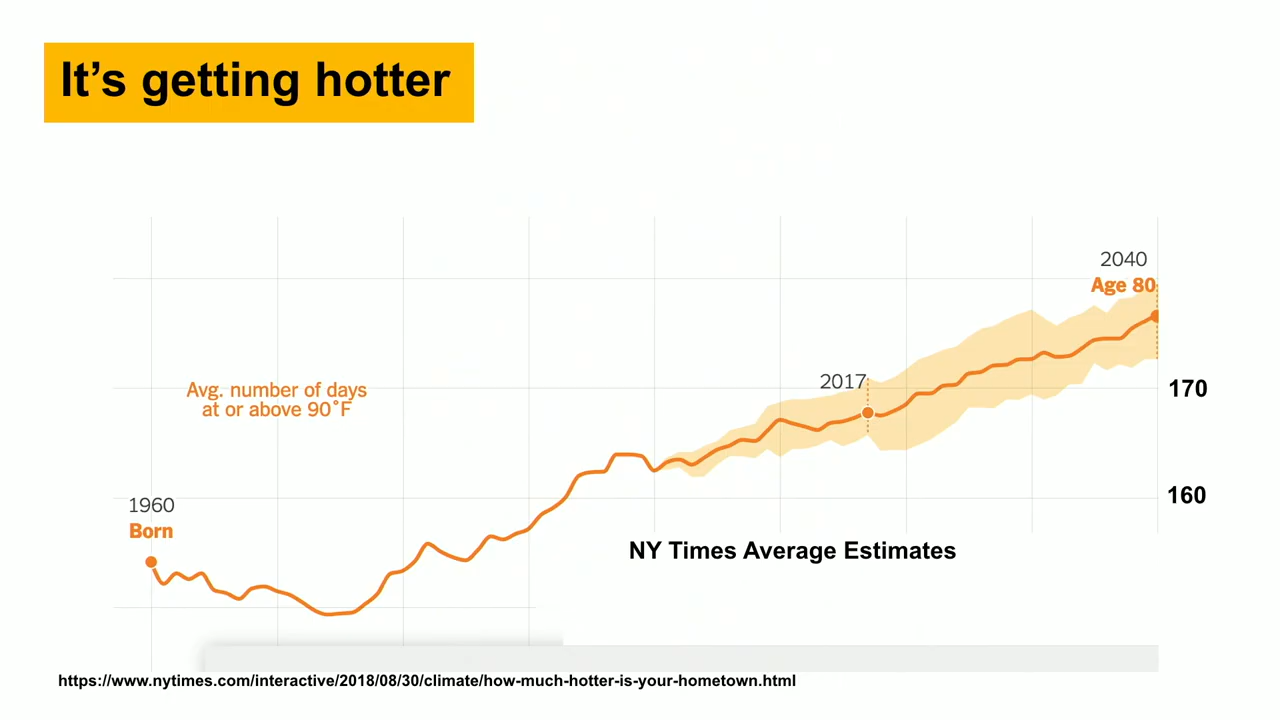 It’s getting hotter
2040
Age 80
2017
170
Avg. number of days
at or above 90°F
160
1960
Born
NY Times Average Estimates
https://www.nytimes.com/interactive/2018/08/30/climate/how-much-hotter-is-your-hometown.html